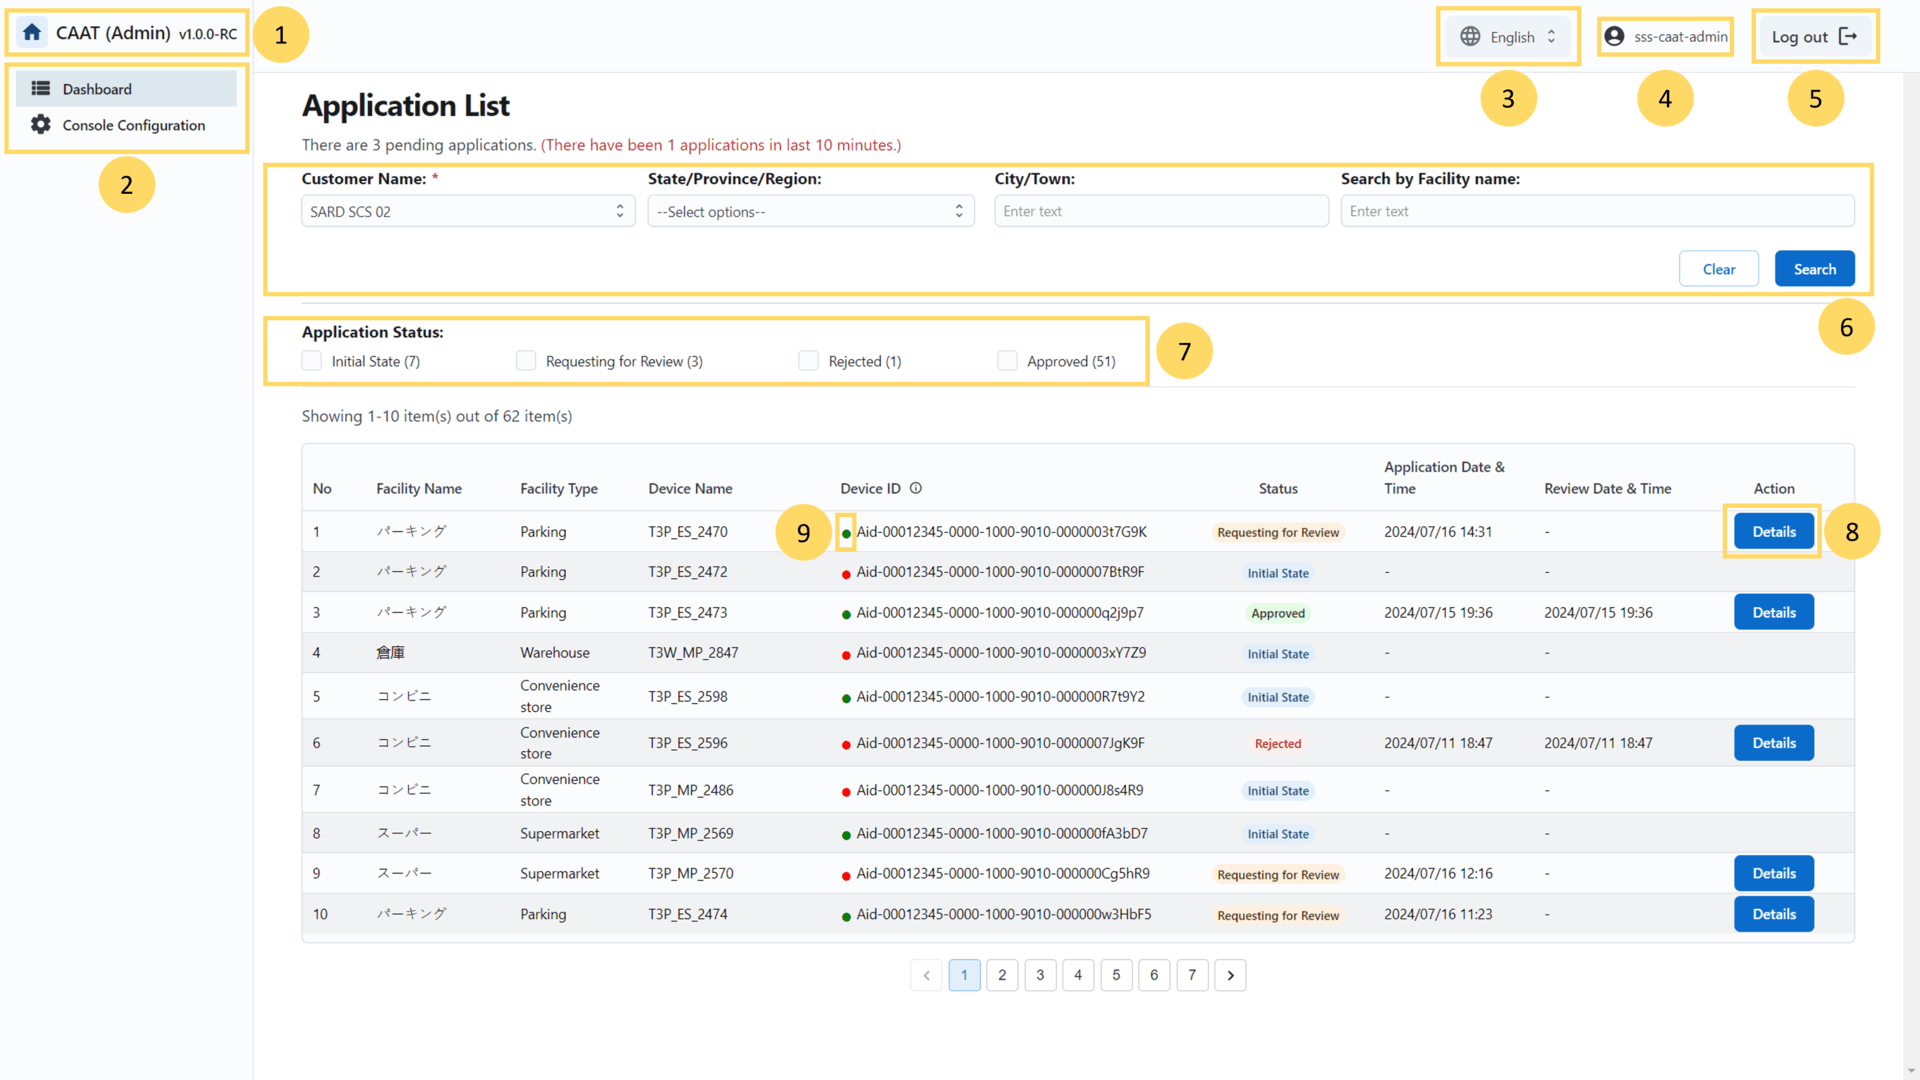 CAAT (Admin) v1.0.0-RC
1
English
sss-caat-admin
Log out
3
4
5
Dashboard
Console Configuration
2
Application List
There are 3 pending applications. (There have been 1 applications in last 10 minutes.)
Customer Name: * State/Province/Region: City/Town: Search by Facility name:
SARD SCS 02 --Select options-- Enter text Enter text
Clear Search
6
Application Status:
Initial State (7) Requesting for Review (3) Rejected (1) Approved (51)
7
Showing 1-10 item(s) out of 62 item(s)
No Facility Name Facility Type Device Name Device ID Status Application Date & Time Review Date & Time Action
1 パーキング Parking T3P_ES_2470 9 Aid-00012345-0000-1000-9010-0000003t7G9K Requesting for Review 2024/07/16 14:31 - Details 8
2 パーキング Parking T3P_ES_2472 Aid-00012345-0000-1000-9010-0000007BtR9F Initial State - -
3 パーキング Parking T3P_ES_2473 Aid-00012345-0000-1000-9010-000000q2j9p7 Approved 2024/07/15 19:36 2024/07/15 19:36 Details
4 倉庫 Warehouse T3W_MP_2847 Aid-00012345-0000-1000-9010-0000003xY7Z9 Initial State - -
5 コンビニ Convenience store T3P_ES_2598 Aid-00012345-0000-1000-9010-000000R7t9Y2 Initial State - -
6 コンビニ Convenience store T3P_ES_2596 Aid-00012345-0000-1000-9010-0000007JgK9F Rejected 2024/07/11 18:47 2024/07/11 18:47 Details
7 コンビニ Convenience store T3P_MP_2486 Aid-00012345-0000-1000-9010-000000J8s4R9 Initial State - -
8 スーパー Supermarket T3P_MP_2569 Aid-00012345-0000-1000-9010-000000fA3bD7 Initial State - -
9 スーパー Supermarket T3P_MP_2570 Aid-00012345-0000-1000-9010-000000Cg5hR9 Requesting for Review 2024/07/16 12:16 - Details
10 パーキング Parking T3P_ES_2474 Aid-00012345-0000-1000-9010-000000w3HbF5 Requesting for Review 2024/07/16 11:23 - Details
< 1 2 3 4 5 6 7 >